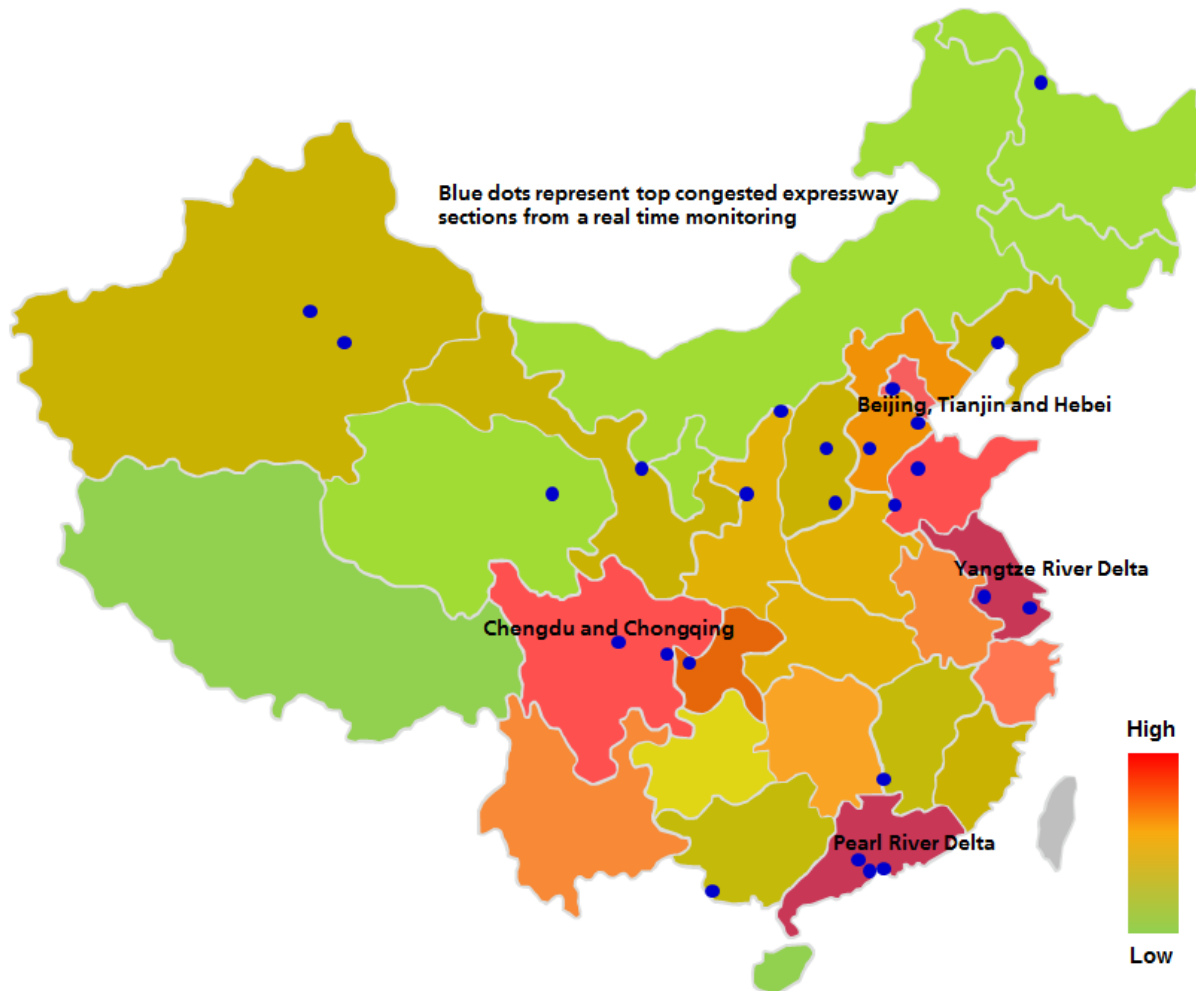 Blue dots represent top congested expressway
sections from a real time monitoring
Beijing, Tianjin and Hebei
Yangtze River Delta
Chengdu and Chongqing
High
Pearl River Delta
Low